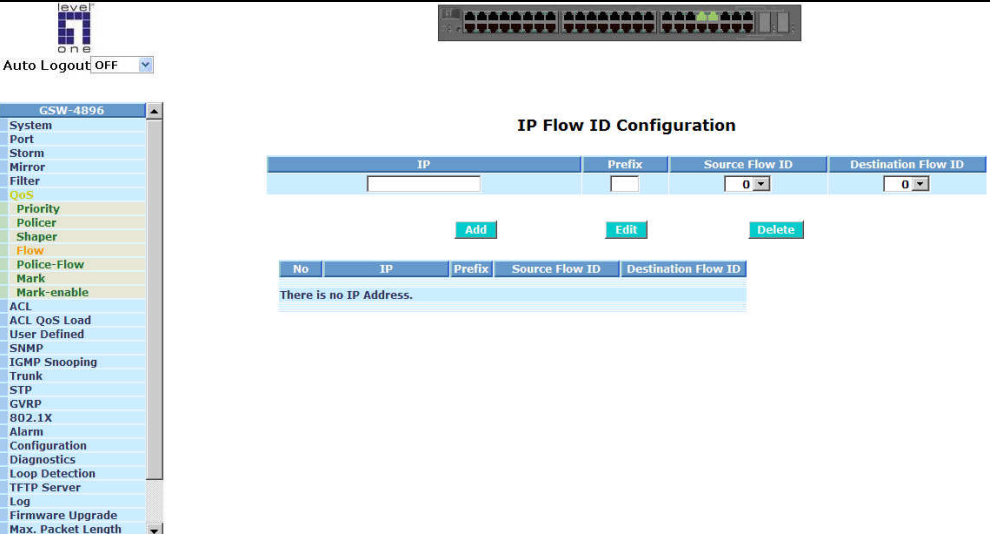 level
one
Auto Logout OFF
GSW-4896
System
Port
Storm
Mirror
Filter
QoS
Priority
Policer
Shaper
Flow
Police-Flow
Mark
Mark-enable
ACL
ACL QoS Load
User Defined
SNMP
IGMP Snooping
Trunk
STP
GVRP
802.1X
Alarm
Configuration
Diagnostics
Loop Detection
TFTP Server
Log
Firmware Upgrade
Max. Packet Length
IP Flow ID Configuration
IP Prefix Source Flow ID Destination Flow ID
0 0
Add Edit Delete
No IP Prefix Source Flow ID Destination Flow ID
There is no IP Address.